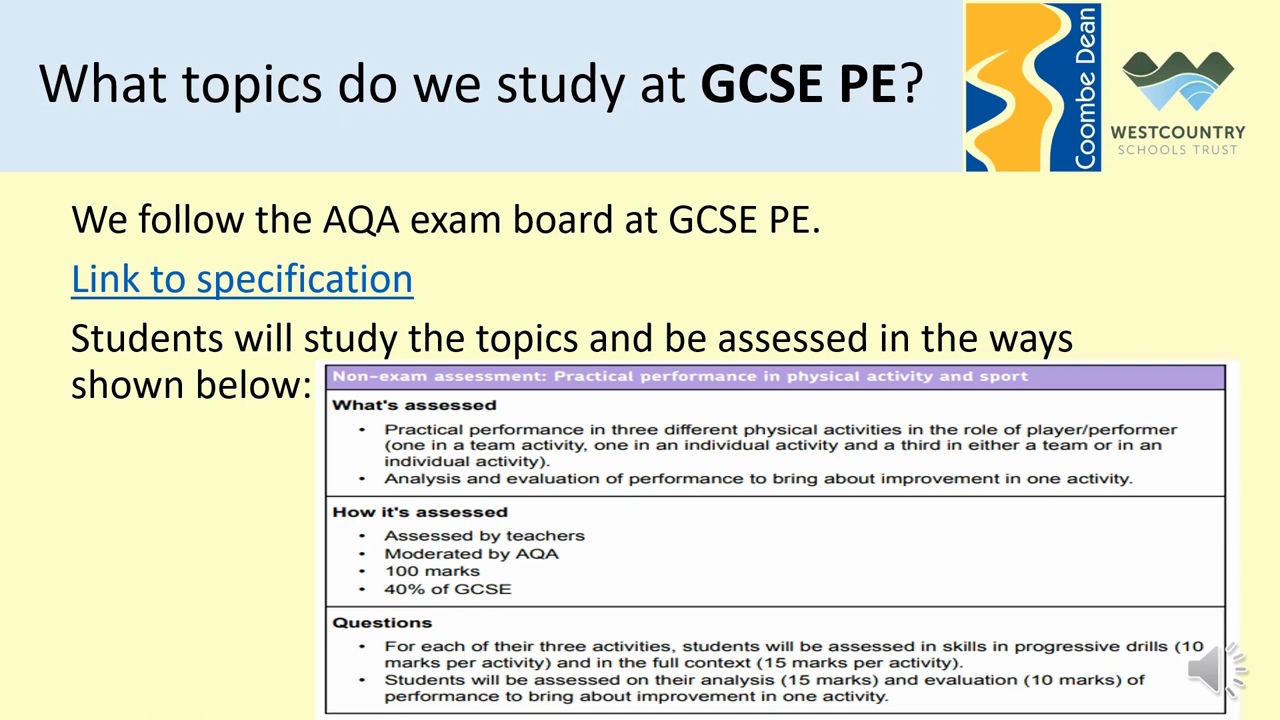 What topics do we study at GCSE PE?
Coombe Dean
WESTCOUNTRY
SCHOOLS TRUST
We follow the AQA exam board at GCSE PE.
Link to specification
Students will study the topics and be assessed in the ways
shown below:
Non-exam assessment: Practical performance in physical activity and sport
What's assessed
• Practical performance in three different physical activities in the role of player/performer
(one in a team activity, one in an individual activity and a third in either a team or in an
individual activity).
• Analysis and evaluation of performance to bring about improvement in one activity.
How it's assessed
• Assessed by teachers
• Moderated by AQA
• 100 marks
• 40% of GCSE
Questions
• For each of their three activities, students will be assessed in skills in progressive drills (10
marks per activity) and in the full context (15 marks per activity).
• Students will be assessed on their analysis (15 marks) and evaluation (10 marks) of
performance to bring about improvement in one activity.